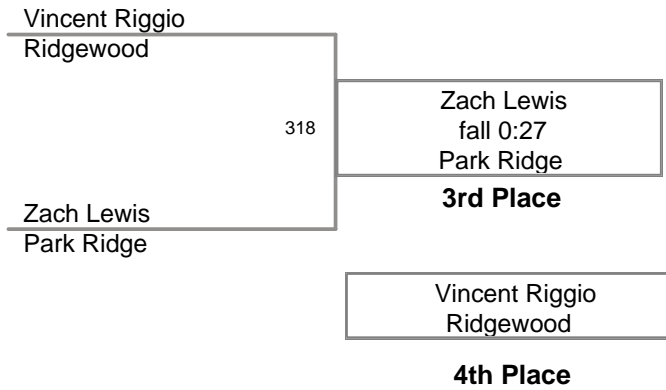 Vincent Riggio
Ridgewood
318
Zach Lewis
fall 0:27
Park Ridge
3rd Place
Zach Lewis
Park Ridge
Vincent Riggio
Ridgewood
4th Place